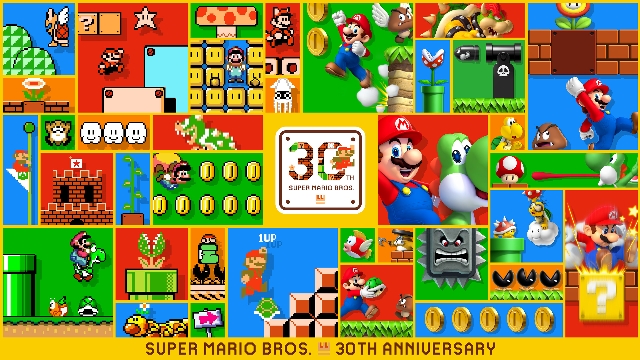 ?
1UP
M
30TH
SUPER MARIO BROS.
?
SUPER MARIO BROS. 30TH ANNIVERSARY